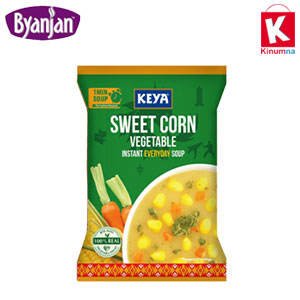 Byanjan
K
Kinumna
1 MIN
SOUP
KEYA
SWEET CORN
VEGETABLE
INSTANT EVERYDAY SOUP
100% REAL